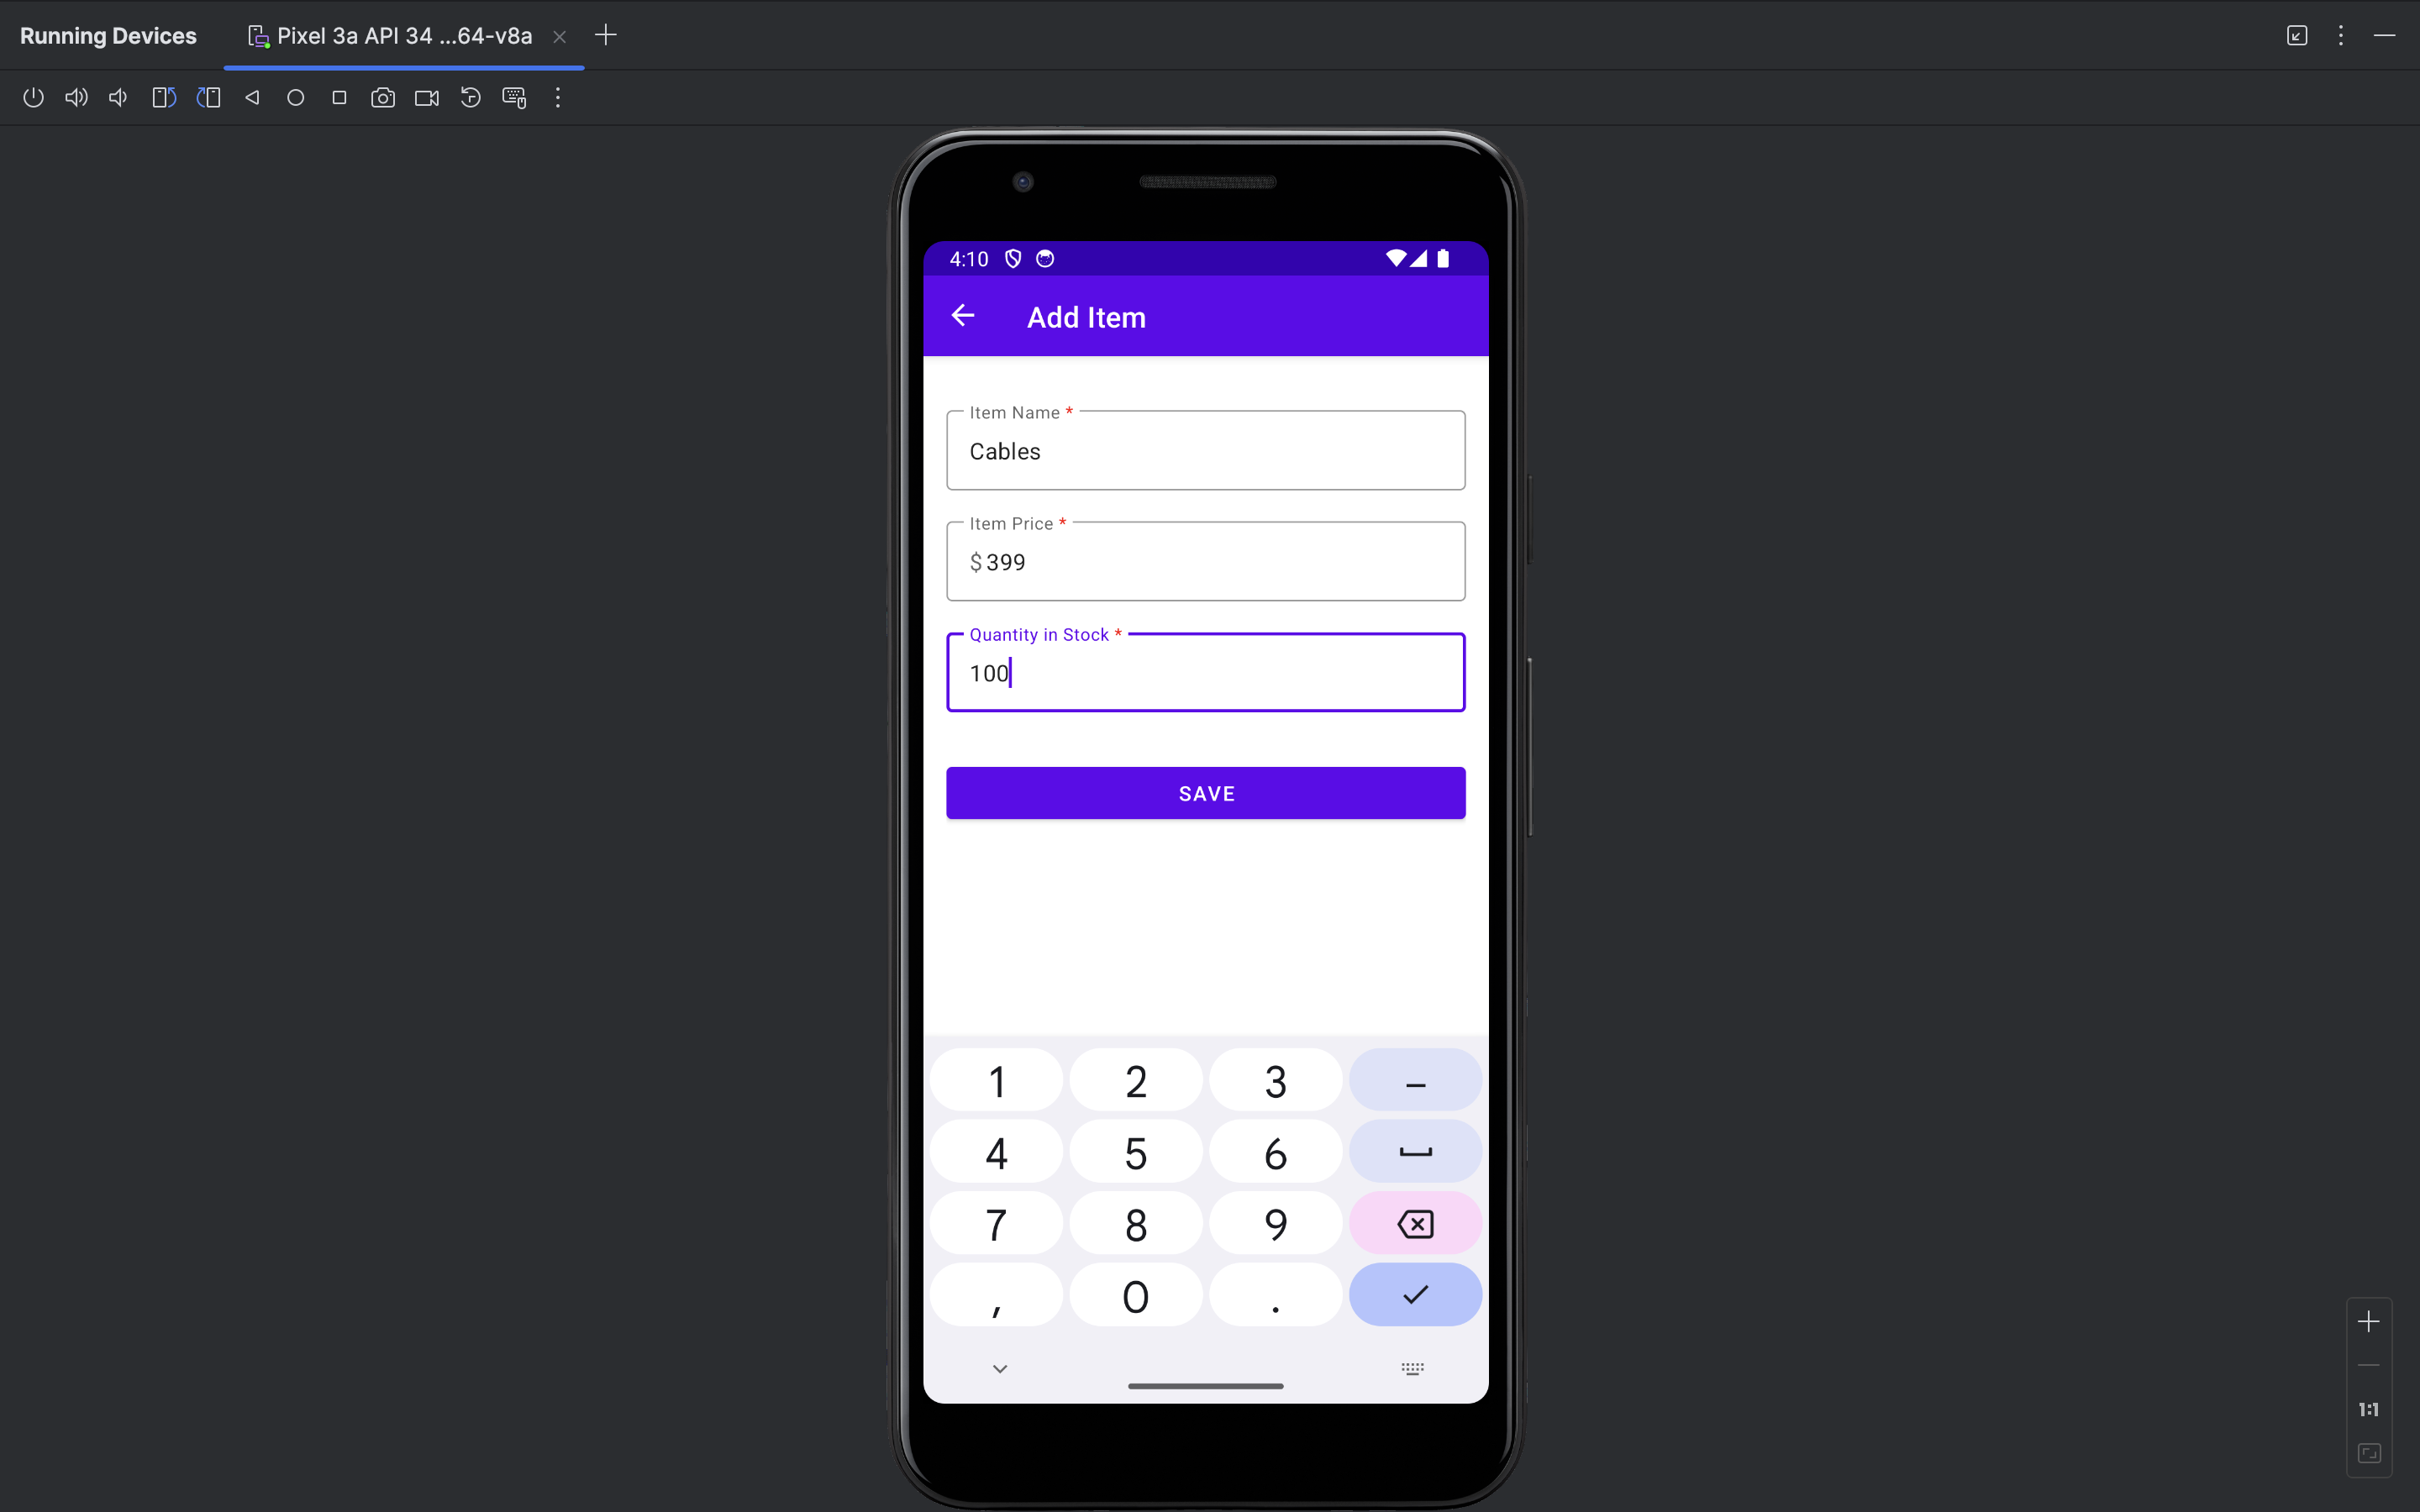 Running Devices
Pixel 3a API 34 ...64-v8a
4:10
Add Item
Item Name *
Cables
Item Price *
$ 399
Quantity in Stock *
100
SAVE
1 2 3 –
4 5 6
7 8 9
, 0 .
1:1